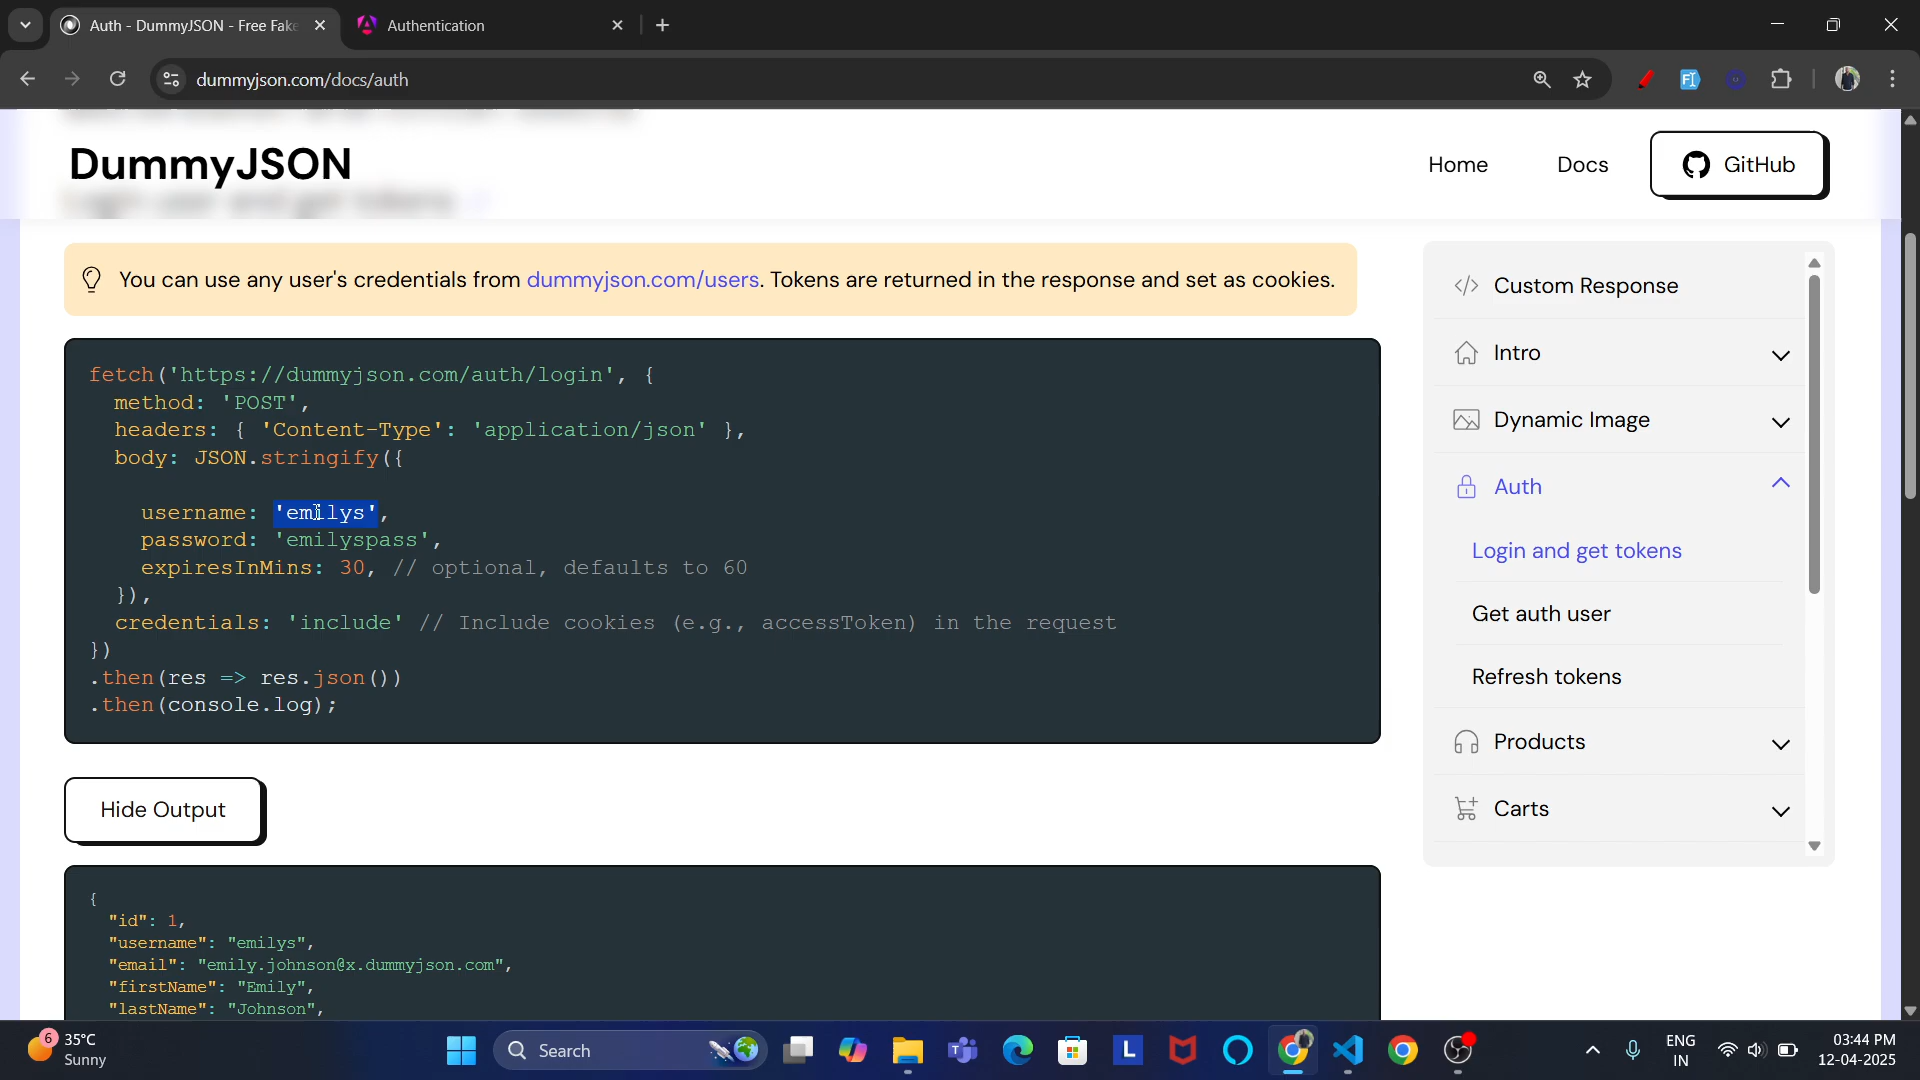 Auth - DummyJSON - Free Fake
Authentication
dummyjson.com/docs/auth
DummyJSON
Home
Docs
GitHub
Login user and get tokens
You can use any user's credentials from dummyjson.com/users. Tokens are returned in the response and set as cookies.
fetch('https://dummyjson.com/auth/login', {
method: 'POST',
headers: { 'Content-Type': 'application/json' },
body: JSON.stringify({
username: 'emilys',
password: 'emilyspass',
expiresInMins: 30, // optional, defaults to 60
}),
credentials: 'include' // Include cookies (e.g., accessToken) in the request
})
.then(res => res.json())
.then(console.log);
Hide Output
{
"id": 1,
"username": "emilys",
"email": "emily.johnson@x.dummyjson.com",
"firstName": "Emily",
"lastName": "Johnson",
Custom Response
Intro
Dynamic Image
Auth
Login and get tokens
Get auth user
Refresh tokens
Products
Carts
6
35°C
Sunny
Search
L
ENG
IN
03:44 PM
12-04-2025